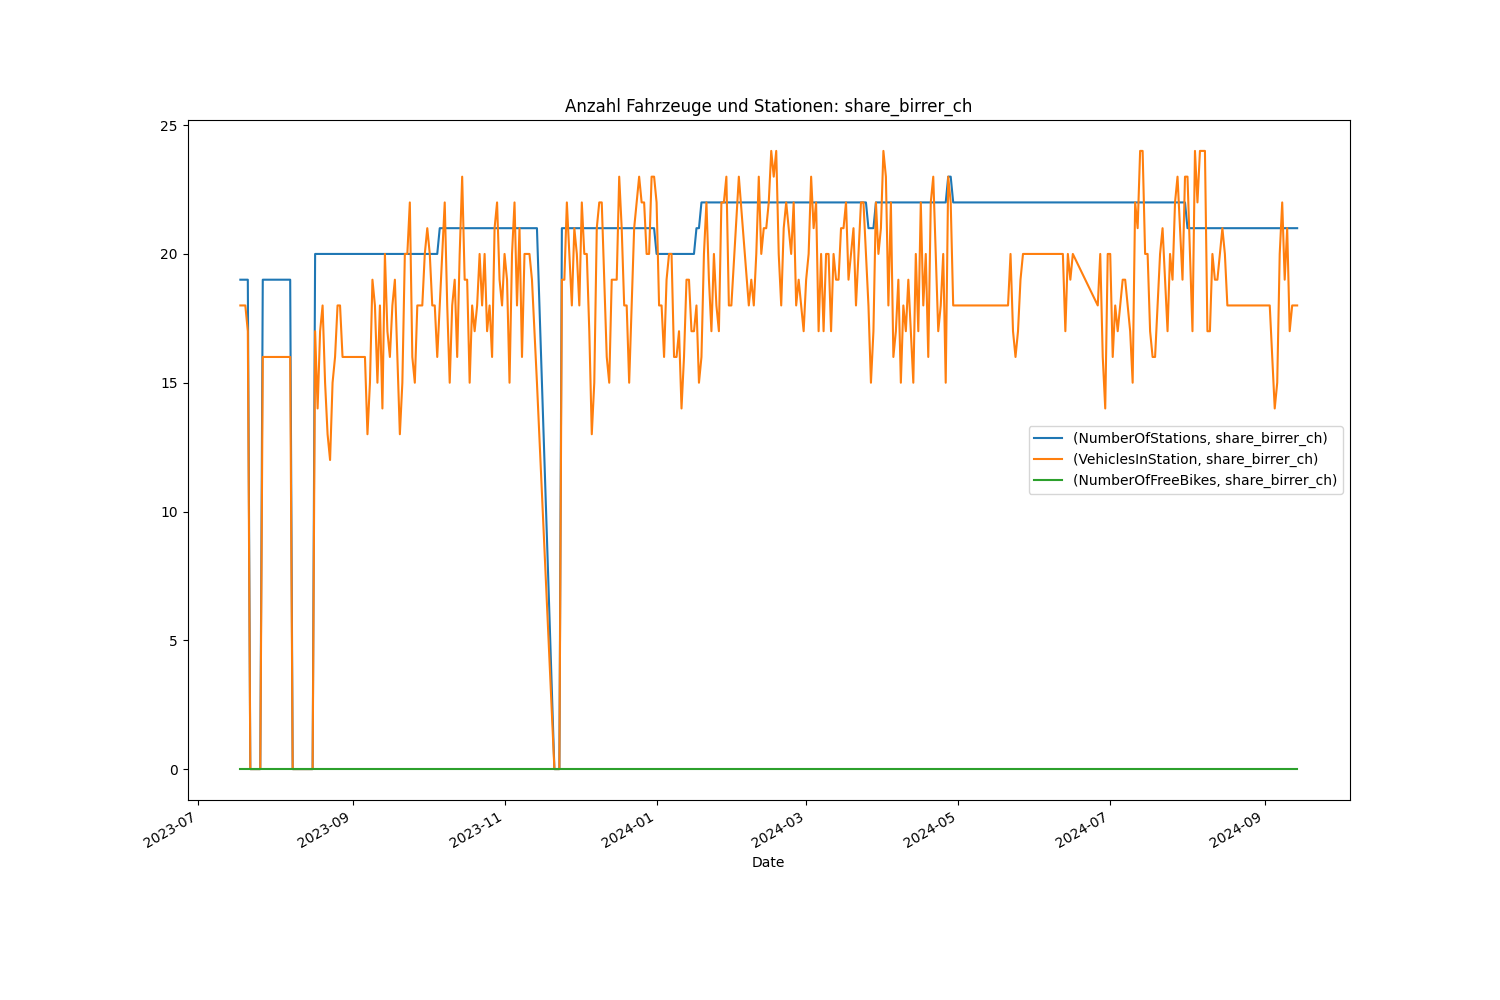 Anzahl Fahrzeuge und Stationen: share_birrer_ch
25
20
15
10
5
0
(NumberOfStations, share_birrer_ch)
(VehiclesInStation, share_birrer_ch)
(NumberOfFreeBikes, share_birrer_ch)
2023-07
2023-09
2023-11
2024-01
2024-03
2024-05
2024-07
2024-09
Date